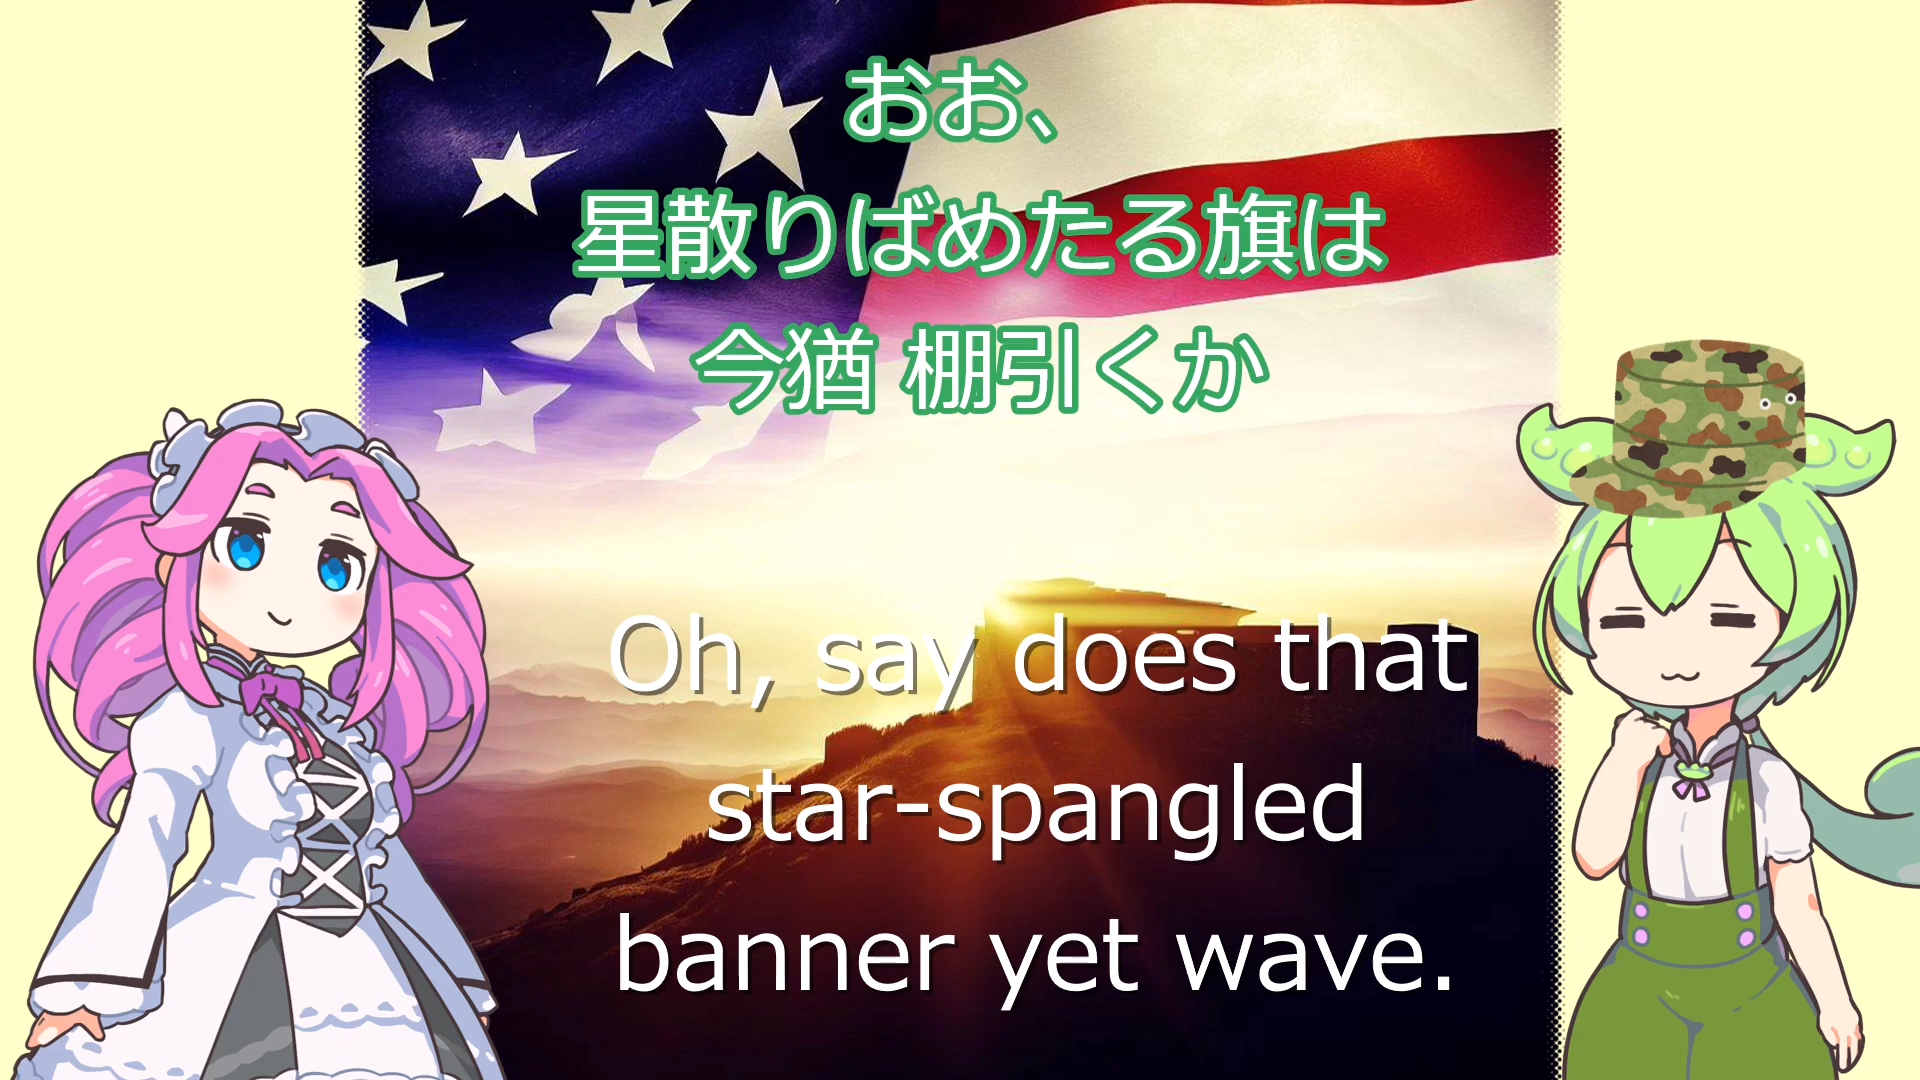 おお、
星散りばめたる旗は
今猶 棚引くか
Oh, say does that
star-spangled
banner yet wave.